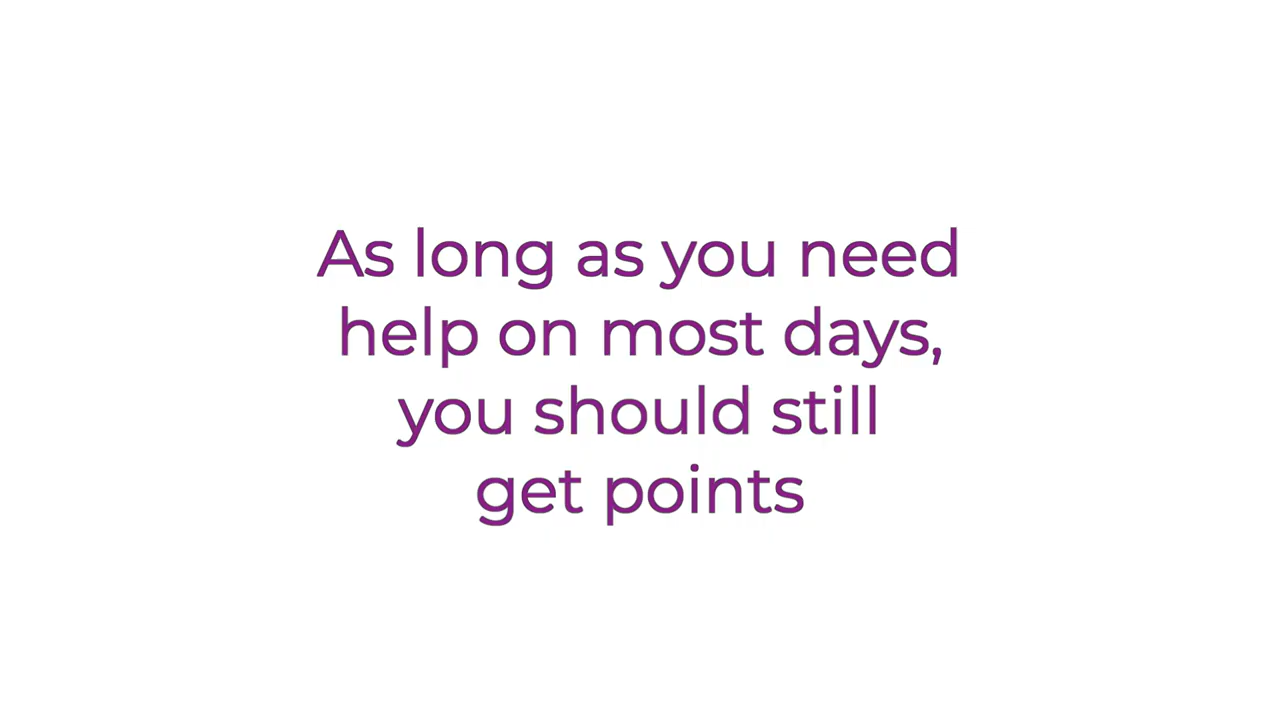 As long as you need
help on most days,
you should still
get points